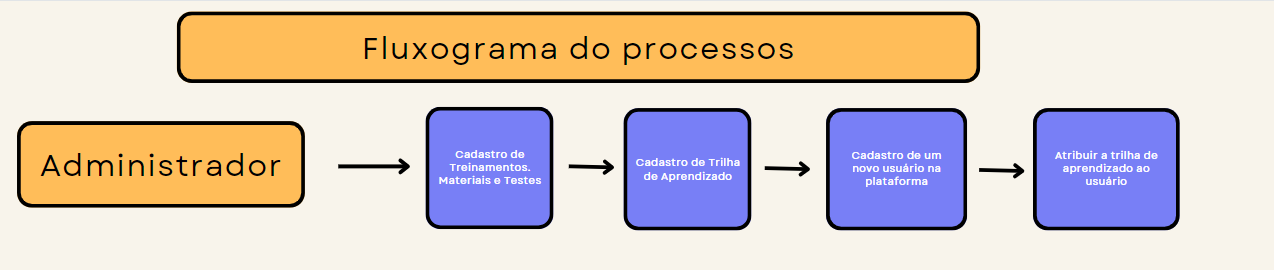 Fluxograma do processos
Administrador
Cadastro de
Treinamentos.
Materiais e Testes
Cadastro de Trilha
de Aprendizado
Cadastro de um
novo usuário na
plataforma
Atribuir a trilha de
aprendizado ao
usuário